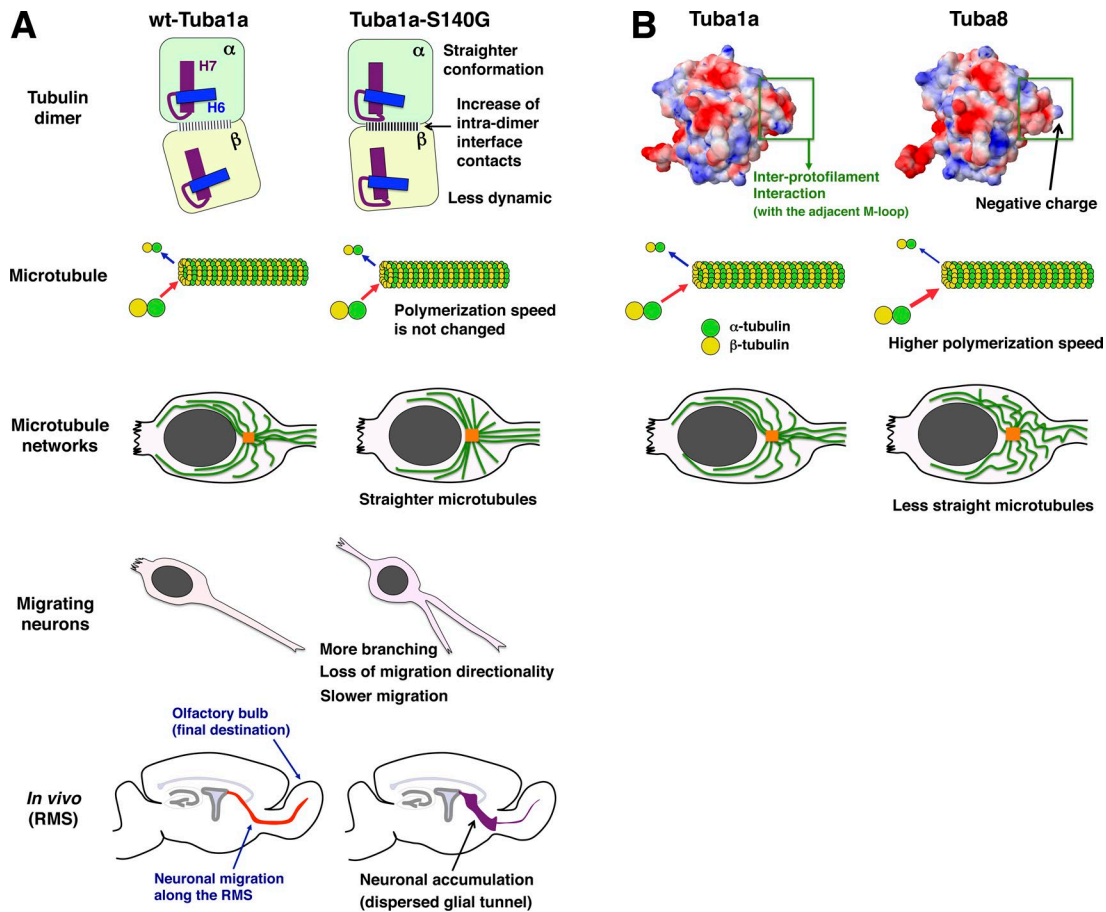 A
wt-Tuba1a
Tuba1a-S140G
Tubulin
dimer
α
H7
H6
β
α
β
Straighter
conformation
Increase of
intra-dimer
interface
contacts
Less dynamic
Microtubule
Polymerization speed
is not changed
Microtubule
networks
Straighter microtubules
Migrating
neurons
More branching
Loss of migration directionality
Slower migration
Olfactory bulb
(final destination)
In vivo
(RMS)
Neuronal migration
along the RMS
Neuronal accumulation
(dispersed glial tunnel)
B
Tuba1a
Tuba8
Inter-protofilament
Interaction
(with the adjacent M-loop)
Negative charge
α-tubulin
β-tubulin
Higher polymerization speed
Less straight microtubules